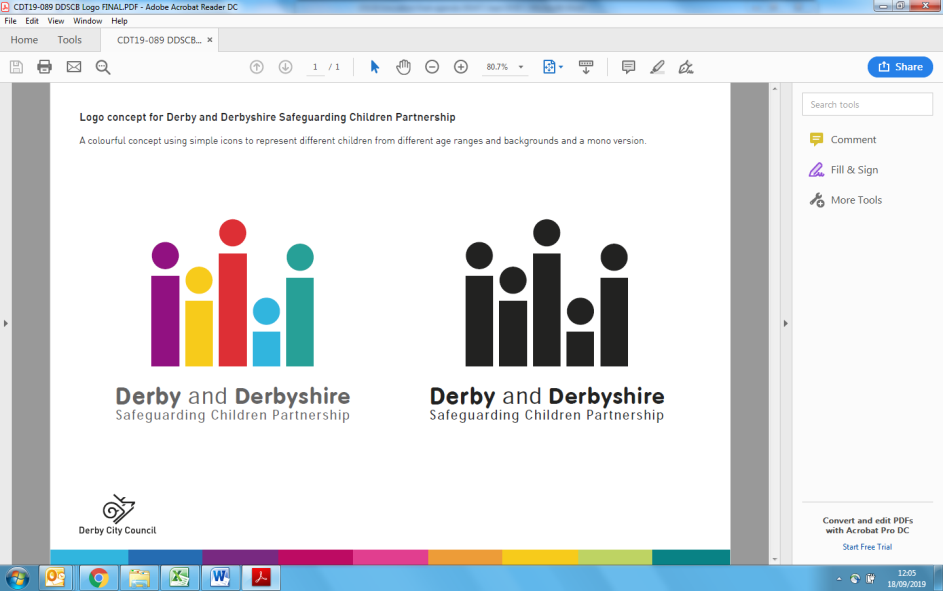 CDT19-089 DDSCB Logo FINAL.PDF - Adobe Acrobat Reader DC
File Edit View Window Help
Home Tools CDT19-089 DDSCB... ×
1 / 1 80.7% Share
Logo concept for Derby and Derbyshire Safeguarding Children Partnership
A colourful concept using simple icons to represent different children from different age ranges and backgrounds and a mono version.
Derby and Derbyshire
Safeguarding Children Partnership
Derby and Derbyshire
Safeguarding Children Partnership
Derby City Council
Search tools
Comment
Fill & Sign
More Tools
Convert and edit PDFs
with Acrobat Pro DC
Start Free Trial
12:05
18/09/2019